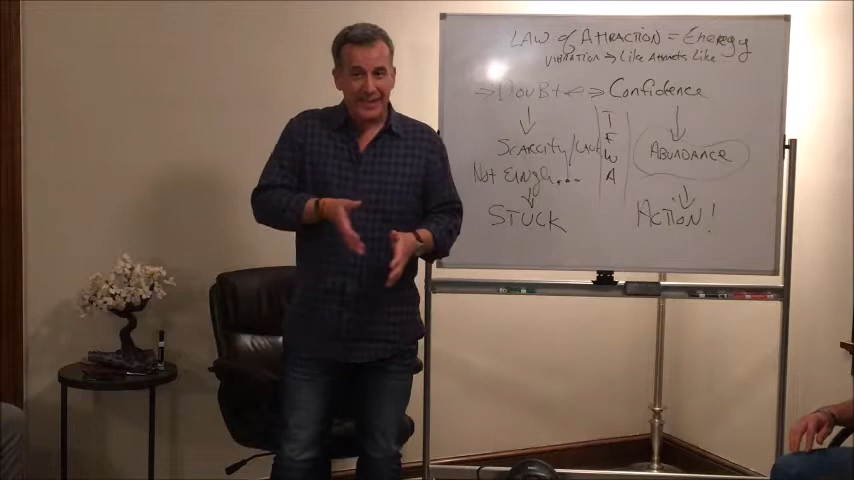 LAW of ATTRACTION = Energy
VIBRATION → Like Attracts Like
→ Doubt ↔ → Confidence
SCARCITY/Lack
T
F
W
A
ABUNDANCE
Not Enough...
STUCK
ACTION!